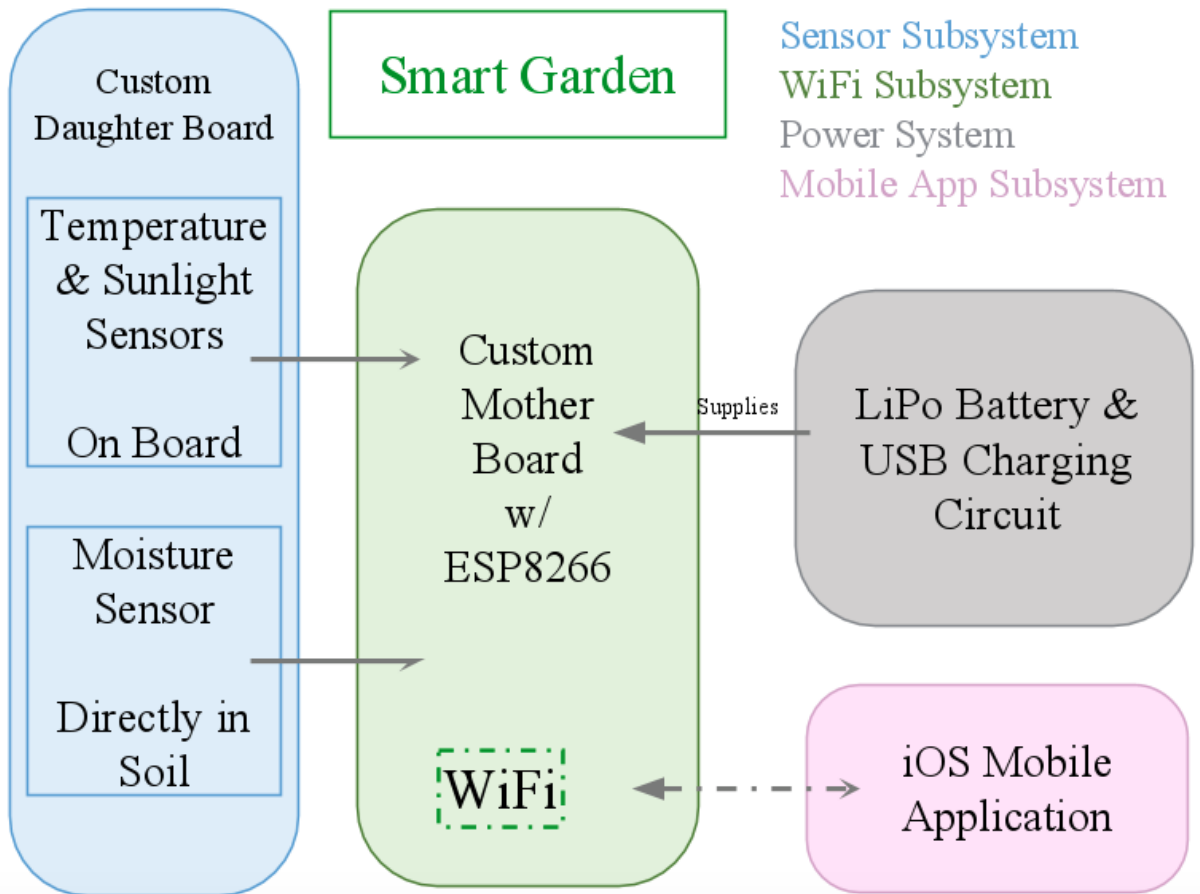 Custom
Daughter Board
Temperature
& Sunlight
Sensors
On Board
Moisture
Sensor
Directly in
Soil
Smart Garden
Custom
Mother
Board
w/
ESP8266
WiFi
Sensor Subsystem
WiFi Subsystem
Power System
Mobile App Subsystem
Supplies
LiPo Battery &
USB Charging
Circuit
iOS Mobile
Application